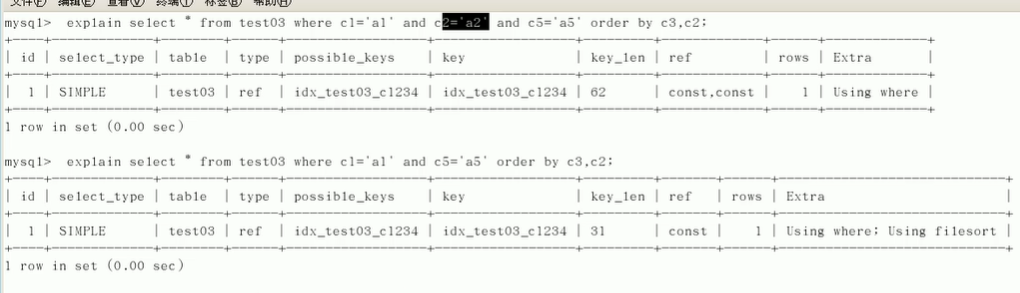 文件(F) 编辑(E) 查看(V) 终端(T) 标签(B) 帮助(H)
mysql> explain select * from test03 where c1='a1' and c2='a2' and c5='a5' order by c3,c2;
| id | select_type | table | type | possible_keys | key | key_len | ref | rows | Extra |
| 1 | SIMPLE | test03 | ref | idx_test03_c1234 | idx_test03_c1234 | 62 | const,const | 1 | Using where |
1 row in set (0.00 sec)
mysql> explain select * from test03 where c1='a1' and c5='a5' order by c3,c2;
| id | select_type | table | type | possible_keys | key | key_len | ref | rows | Extra |
| 1 | SIMPLE | test03 | ref | idx_test03_c1234 | idx_test03_c1234 | 31 | const | 1 | Using where; Using filesort |
1 row in set (0.00 sec)